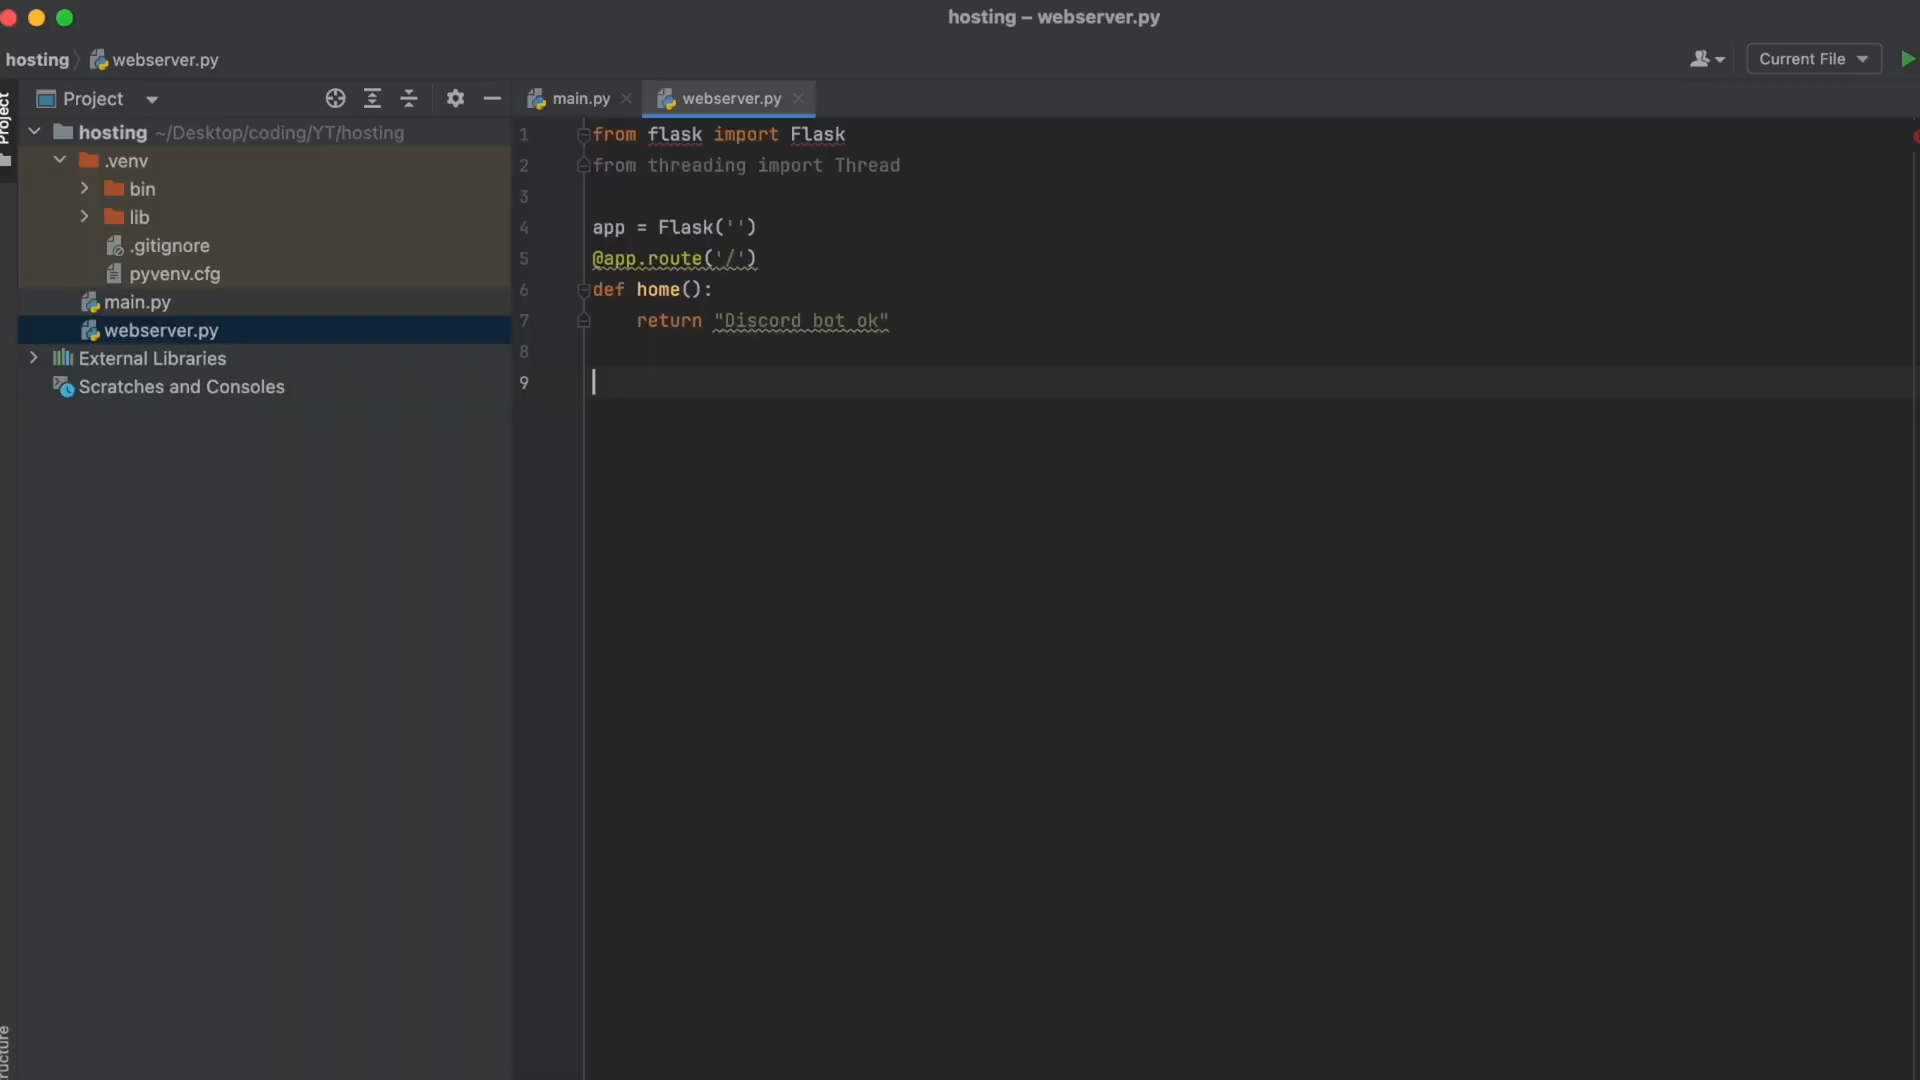 hosting – webserver.py
hosting
webserver.py
Current File
Project
Project
main.py
webserver.py
hosting ~/Desktop/coding/YT/hosting
.venv
bin
lib
.gitignore
pyvenv.cfg
main.py
webserver.py
External Libraries
Scratches and Consoles
1 from flask import Flask
2 from threading import Thread
3
4 app = Flask('')
5 @app.route('/')
6 def home():
7     return "Discord bot ok"
8
9